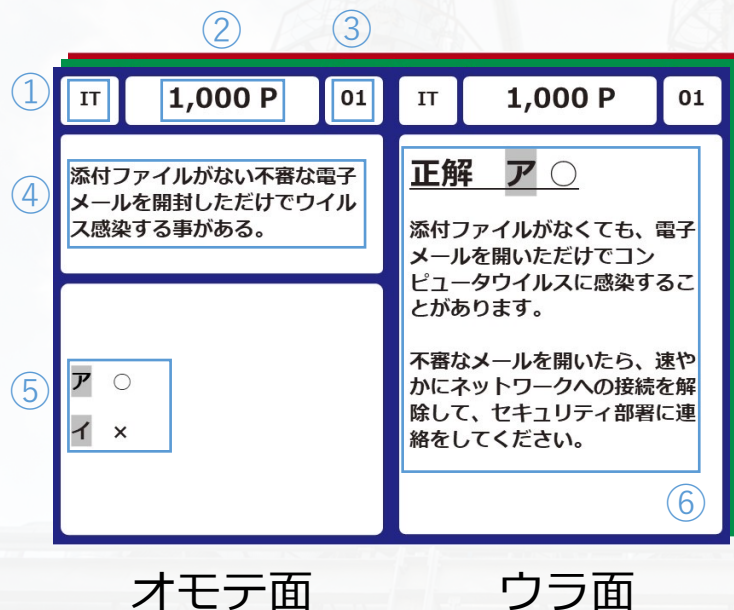 ② ③
① IT 1,000 P 01 IT 1,000 P 01
④
添付ファイルがない不審な電子
メールを開封しただけでウイル
ス感染する事がある。
⑤
ア ○
イ ×
正解 ア ○
添付ファイルがなくても、電子
メールを開いただけでコン
ピュータウイルスに感染するこ
とがあります。
不審なメールを開いたら、速や
かにネットワークへの接続を解
除して、セキュリティ部署に連
絡をしてください。
⑥
オモテ面 ウラ面